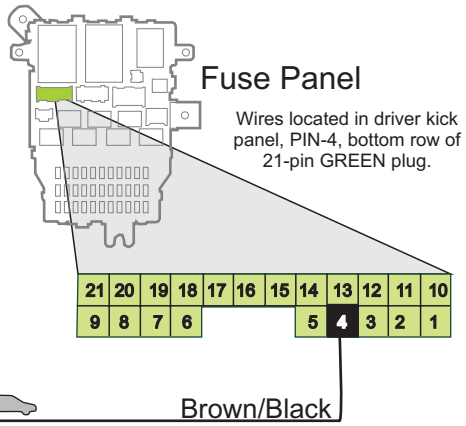 Fuse Panel
Wires located in driver kick
panel, PIN-4, bottom row of
21-pin GREEN plug.
21 20 19 18 17 16 15 14 13 12 11 10
9 8 7 6 5 4 3 2 1
Brown/Black